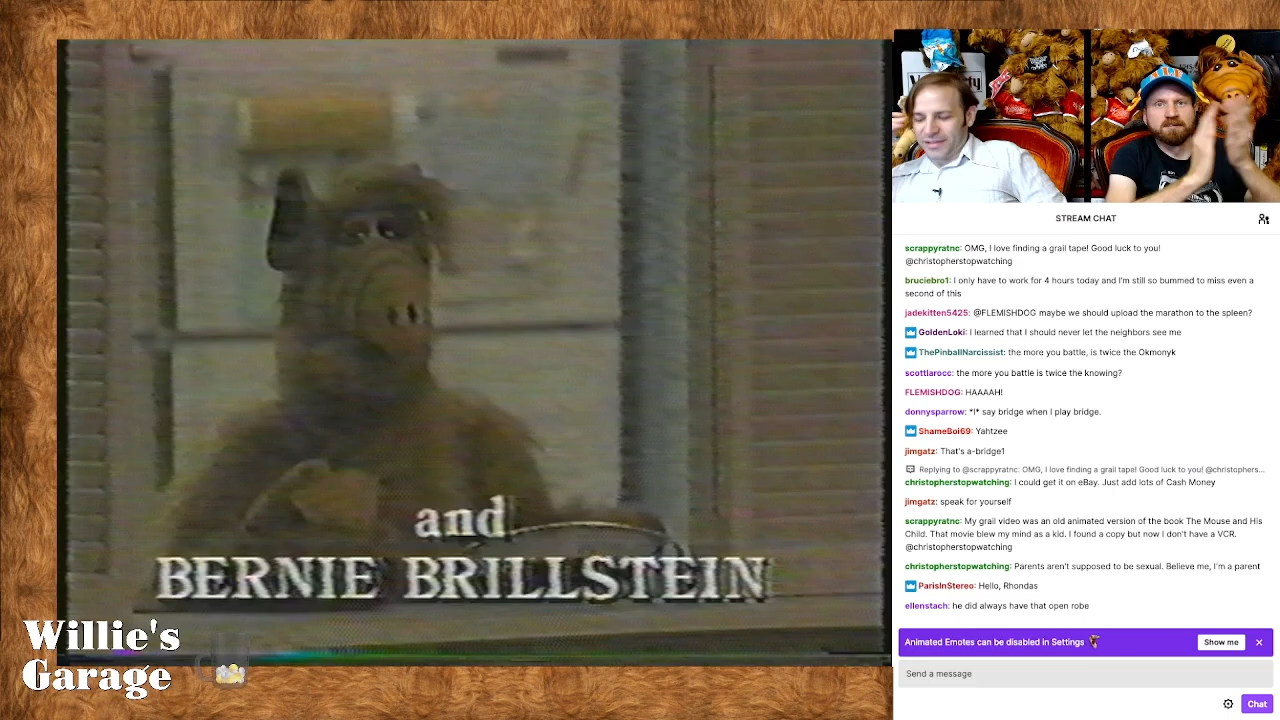 and
BERNIE BRILLSTEIN
Willie's
Garage
STREAM CHAT
scrappyratnc: OMG, I love finding a grail tape! Good luck to you!
@christopherstopwatching
bruciebro1: I only have to work for 4 hours today and I'm still so bummed to miss even a
second of this
jadekitten5425: @FLEMISHDOG maybe we should upload the marathon to the spleen?
GoldenLoki: I learned that I should never let the neighbors see me
ThePinballNarcissist: the more you battle, is twice the Okmonyk
scottlarocc: the more you battle is twice the knowing?
FLEMISHDOG: HAAAAH!
donnysparrow: *I* say bridge when I play bridge.
ShameBoi69: Yahtzee
jimgatz: That's a-bridge1
Replying to @scrappyratnc: OMG, I love finding a grail tape! Good luck to you! @christophers...
christopherstopwatching: I could get it on eBay. Just add lots of Cash Money
jimgatz: speak for yourself
scrappyratnc: My grail video was an old animated version of the book The Mouse and His
Child. That movie blew my mind as a kid. I found a copy but now I don't have a VCR.
@christopherstopwatching
christopherstopwatching: Parents aren't supposed to be sexual. Believe me, I'm a parent
ParisInStereo: Hello, Rhondas
ellenstach: he did always have that open robe
Animated Emotes can be disabled in Settings
Show me
Send a message
Chat